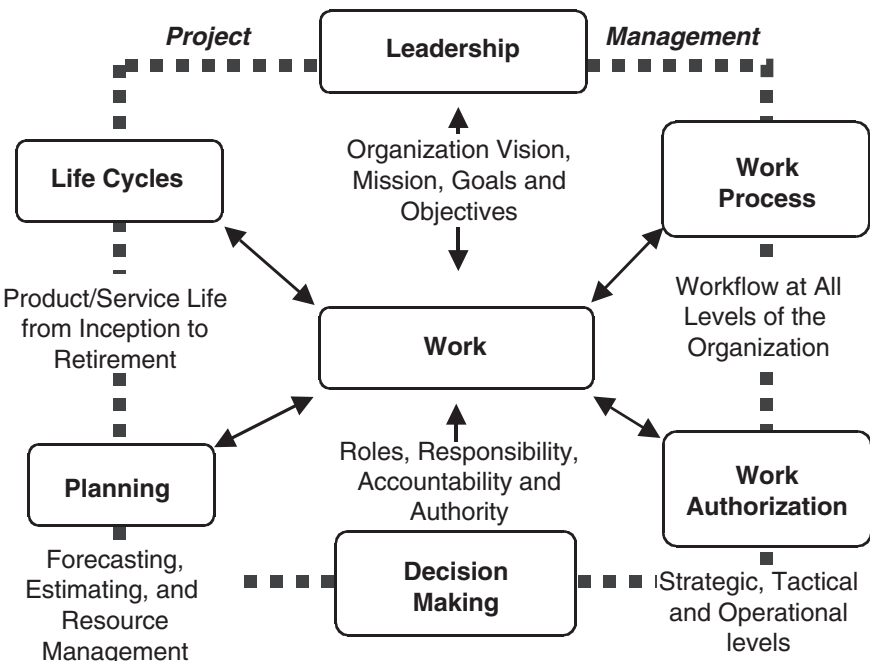 Project
Leadership
Management
Organization Vision,
Mission, Goals and
Objectives
Life Cycles
Work
Process
Product/Service Life
from Inception to
Retirement
Workflow at All
Levels of the
Organization
Work
Roles, Responsibility,
Accountability and
Authority
Planning
Work
Authorization
Forecasting,
Estimating, and
Resource
Management
Decision
Making
Strategic, Tactical
and Operational
levels